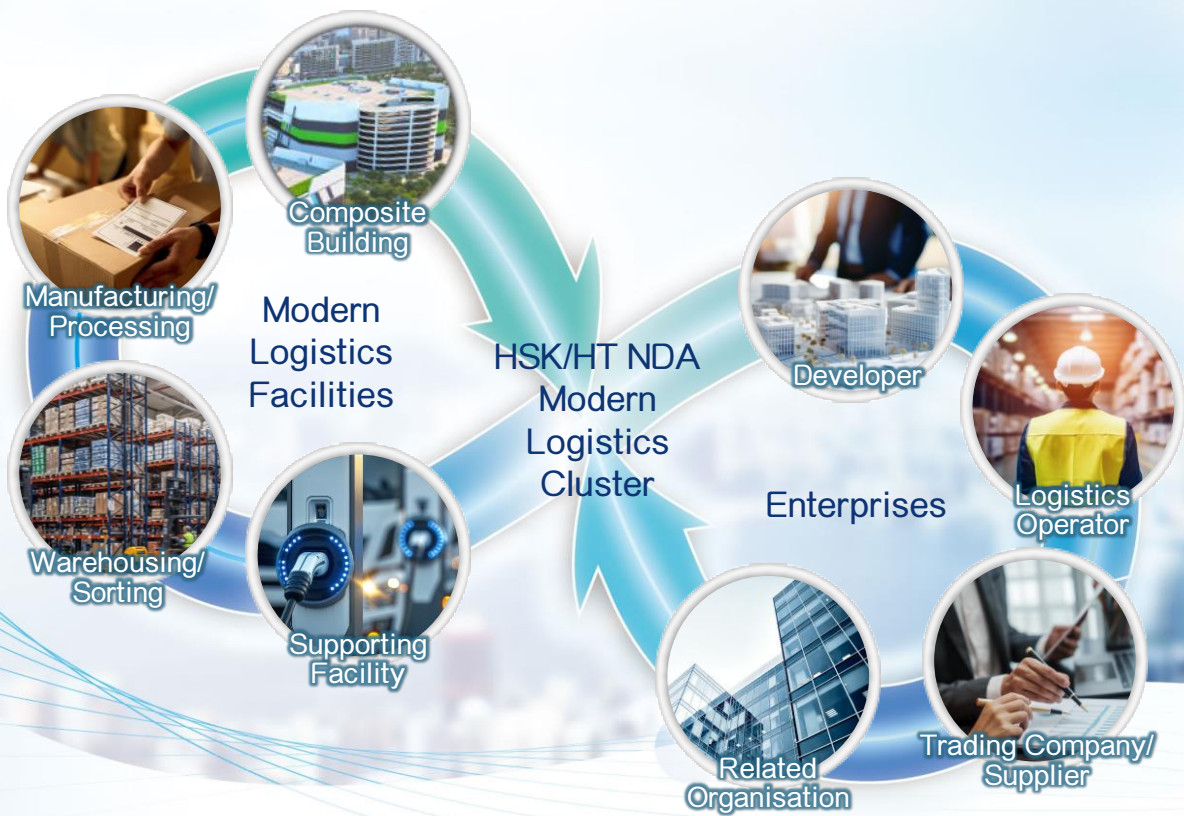 Composite
Building
Manufacturing/
Processing
Modern
Logistics
Facilities
Warehousing/
Sorting
Supporting
Facility
HSK/HT NDA
Modern
Logistics
Cluster
Developer
Logistics
Operator
Enterprises
Trading Company/
Supplier
Related
Organisation